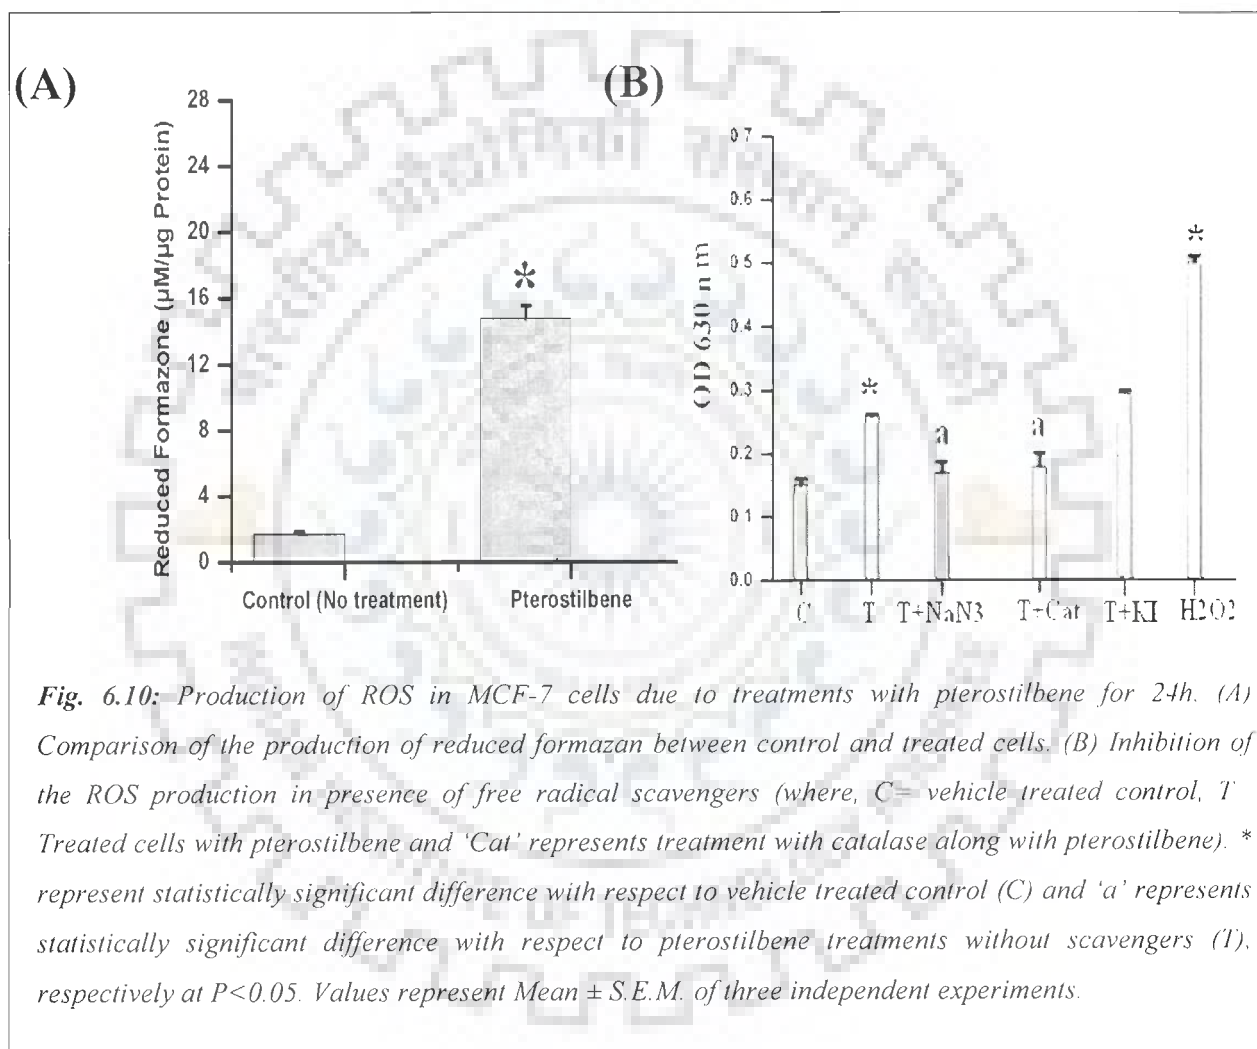 (A)
(B)
Reduced Formazone (µM/µg Protein)
28
24
20
16
12
8
4
0
*
Control (No treatment)
Pterostilbene
OD 630 nm
0.7
0.6
0.5
0.4
0.3
0.2
0.1
0.0
*
a
a
*
C
T
T+NaN3
T+Cat
T+KI
H2O2
Fig. 6.10: Production of ROS in MCF-7 cells due to treatments with pterostilbene for 24h. (A)
Comparison of the production of reduced formazan between control and treated cells. (B) Inhibition of
the ROS production in presence of free radical scavengers (where, C= vehicle treated control, T
Treated cells with pterostilbene and 'Cat' represents treatment with catalase along with pterostilbene). *
represent statistically significant difference with respect to vehicle treated control (C) and 'a' represents
statistically significant difference with respect to pterostilbene treatments without scavengers (T),
respectively at P<0.05. Values represent Mean ± S.E.M. of three independent experiments.